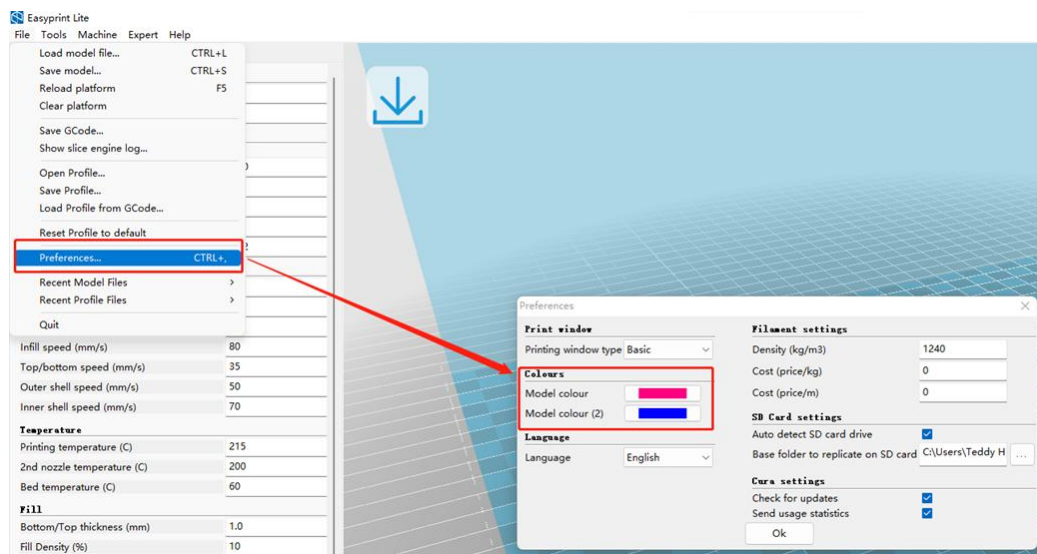 Easyprint Lite
File Tools Machine Expert Help
Load model file... CTRL+L
Save model... CTRL+S
Reload platform F5
Clear platform
Save GCode...
Show slice engine log...
Open Profile...
Save Profile...
Load Profile from GCode...
Reset Profile to default
Preferences... CTRL+,
Recent Model Files >
Recent Profile Files >
Quit
Infill speed (mm/s) 80
Top/bottom speed (mm/s) 35
Outer shell speed (mm/s) 50
Inner shell speed (mm/s) 70
Temperature
Printing temperature (C) 215
2nd nozzle temperature (C) 200
Bed temperature (C) 60
Fill
Bottom/Top thickness (mm) 1.0
Fill Density (%) 10
Preferences
Print window
Printing window type Basic
Colours
Model colour
Model colour (2)
Language
Language English
Filament settings
Density (kg/m3) 1240
Cost (price/kg) 0
Cost (price/m) 0
SD Card settings
Auto detect SD card drive
Base folder to replicate on SD card C:\Users\Teddy H ...
Cura settings
Check for updates
Send usage statistics
Ok